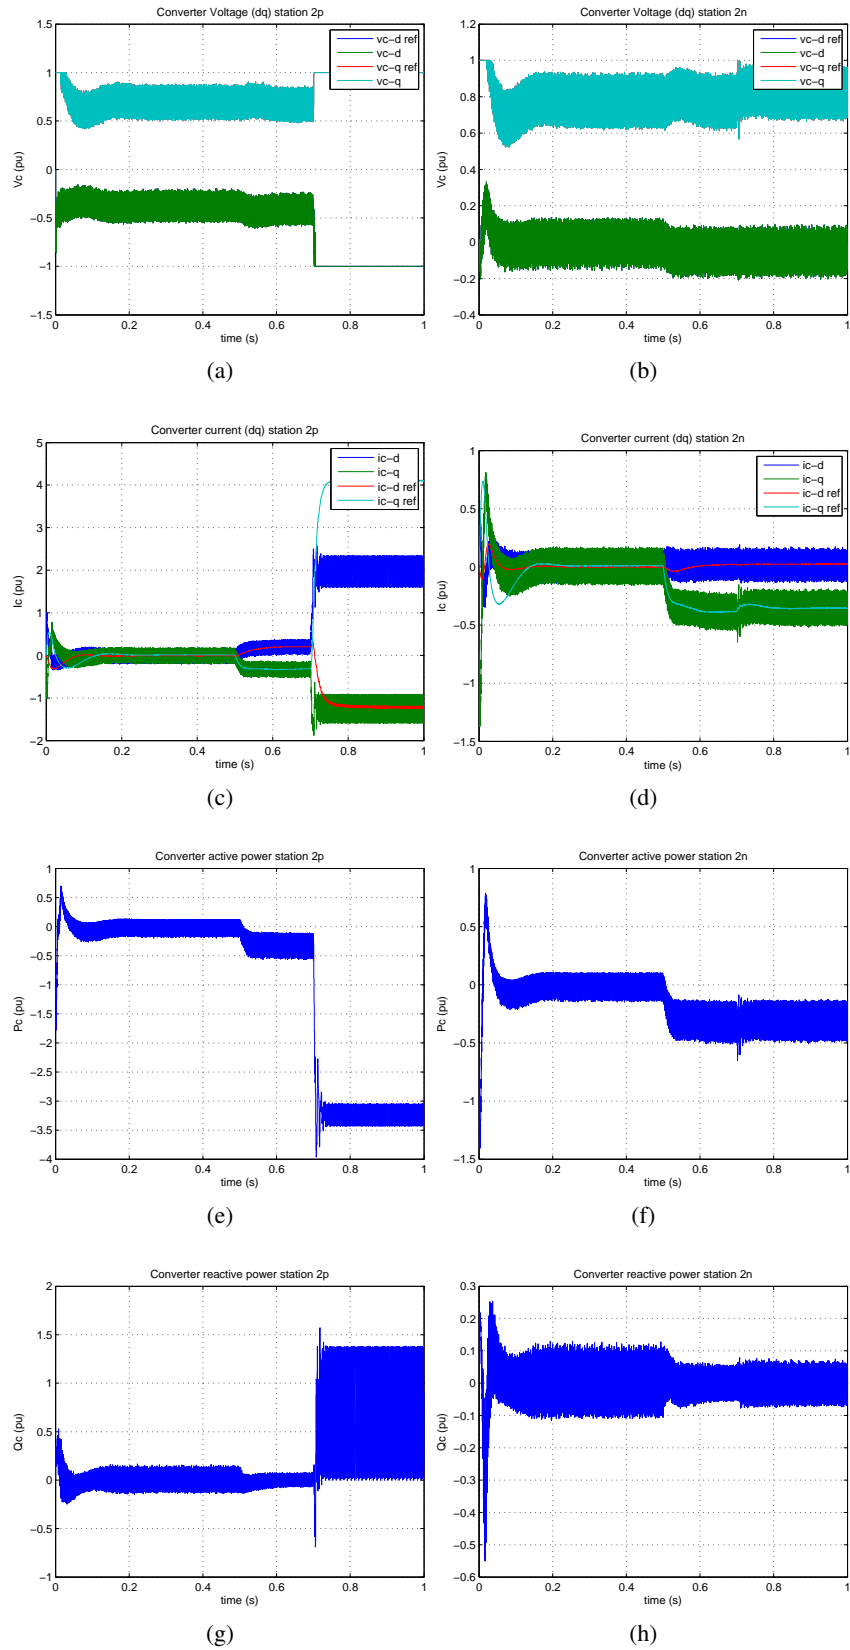 Converter Voltage (dq) station 2p
1.5
1
0.5
0
−0.5
−1
−1.5
Vc (pu)
vc−d ref
vc−d
vc−q ref
vc−q
0 0.2 0.4 0.6 0.8 1
time (s)
(a)
Converter Voltage (dq) station 2n
1.2
1
0.8
0.6
0.4
0.2
0
−0.2
−0.4
Vc (pu)
vc−d ref
vc−d
vc−q ref
vc−q
0 0.2 0.4 0.6 0.8 1
time (s)
(b)
Converter current (dq) station 2p
5
4
3
2
1
0
−1
−2
Ic (pu)
ic−d
ic−q
ic−d ref
ic−q ref
0 0.2 0.4 0.6 0.8 1
time (s)
(c)
Converter current (dq) station 2n
1
0.5
0
−0.5
−1
−1.5
Ic (pu)
ic−d
ic−q
ic−d ref
ic−q ref
0 0.2 0.4 0.6 0.8 1
time (s)
(d)
Converter active power station 2p
1
0.5
0
−0.5
−1
−1.5
−2
−2.5
−3
−3.5
−4
Pc (pu)
0 0.2 0.4 0.6 0.8 1
time (s)
(e)
Converter active power station 2n
1
0.5
0
−0.5
−1
−1.5
Pc (pu)
0 0.2 0.4 0.6 0.8 1
time (s)
(f)
Converter reactive power station 2p
2
1.5
1
0.5
0
−0.5
−1
Qc (pu)
0 0.2 0.4 0.6 0.8 1
time (s)
(g)
Converter reactive power station 2n
0.3
0.2
0.1
0
−0.1
−0.2
−0.3
−0.4
−0.5
−0.6
Qc (pu)
0 0.2 0.4 0.6 0.8 1
time (s)
(h)